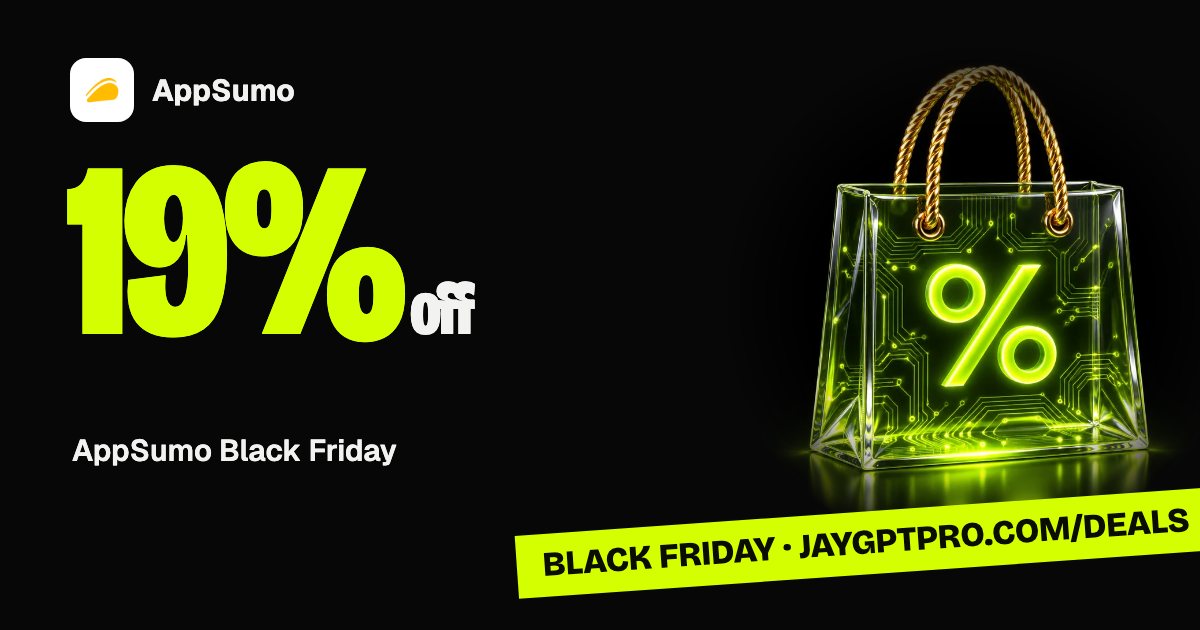 AppSumo
19% off
AppSumo Black Friday
%
BLACK FRIDAY · JAYGPTPRO.COM/DEALS